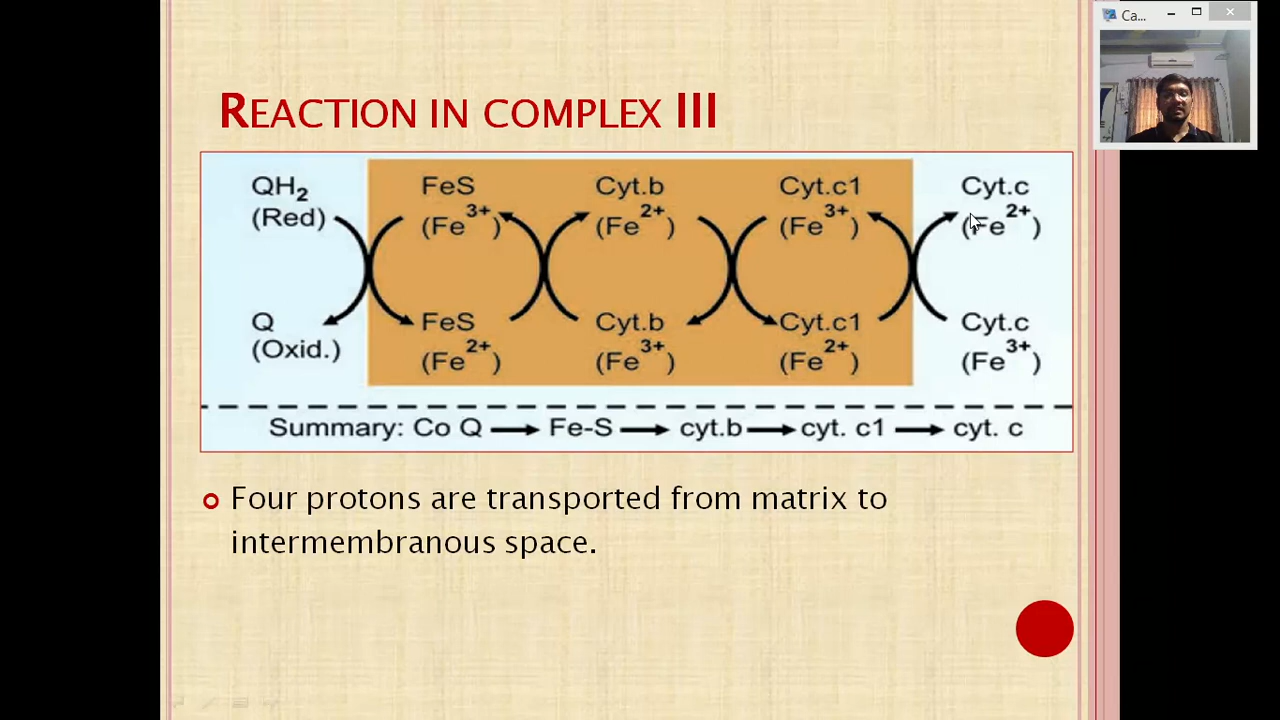 Ca...
REACTION IN COMPLEX III
QH2 FeS Cyt.b Cyt.c1 Cyt.c
(Red) (Fe3+) (Fe2+) (Fe3+) (Fe2+)
Q FeS Cyt.b Cyt.c1 Cyt.c
(Oxid.) (Fe2+) (Fe3+) (Fe2+) (Fe3+)
Summary: Co Q → Fe-S → cyt.b → cyt. c1 → cyt. c
Four protons are transported from matrix to
intermembranous space.